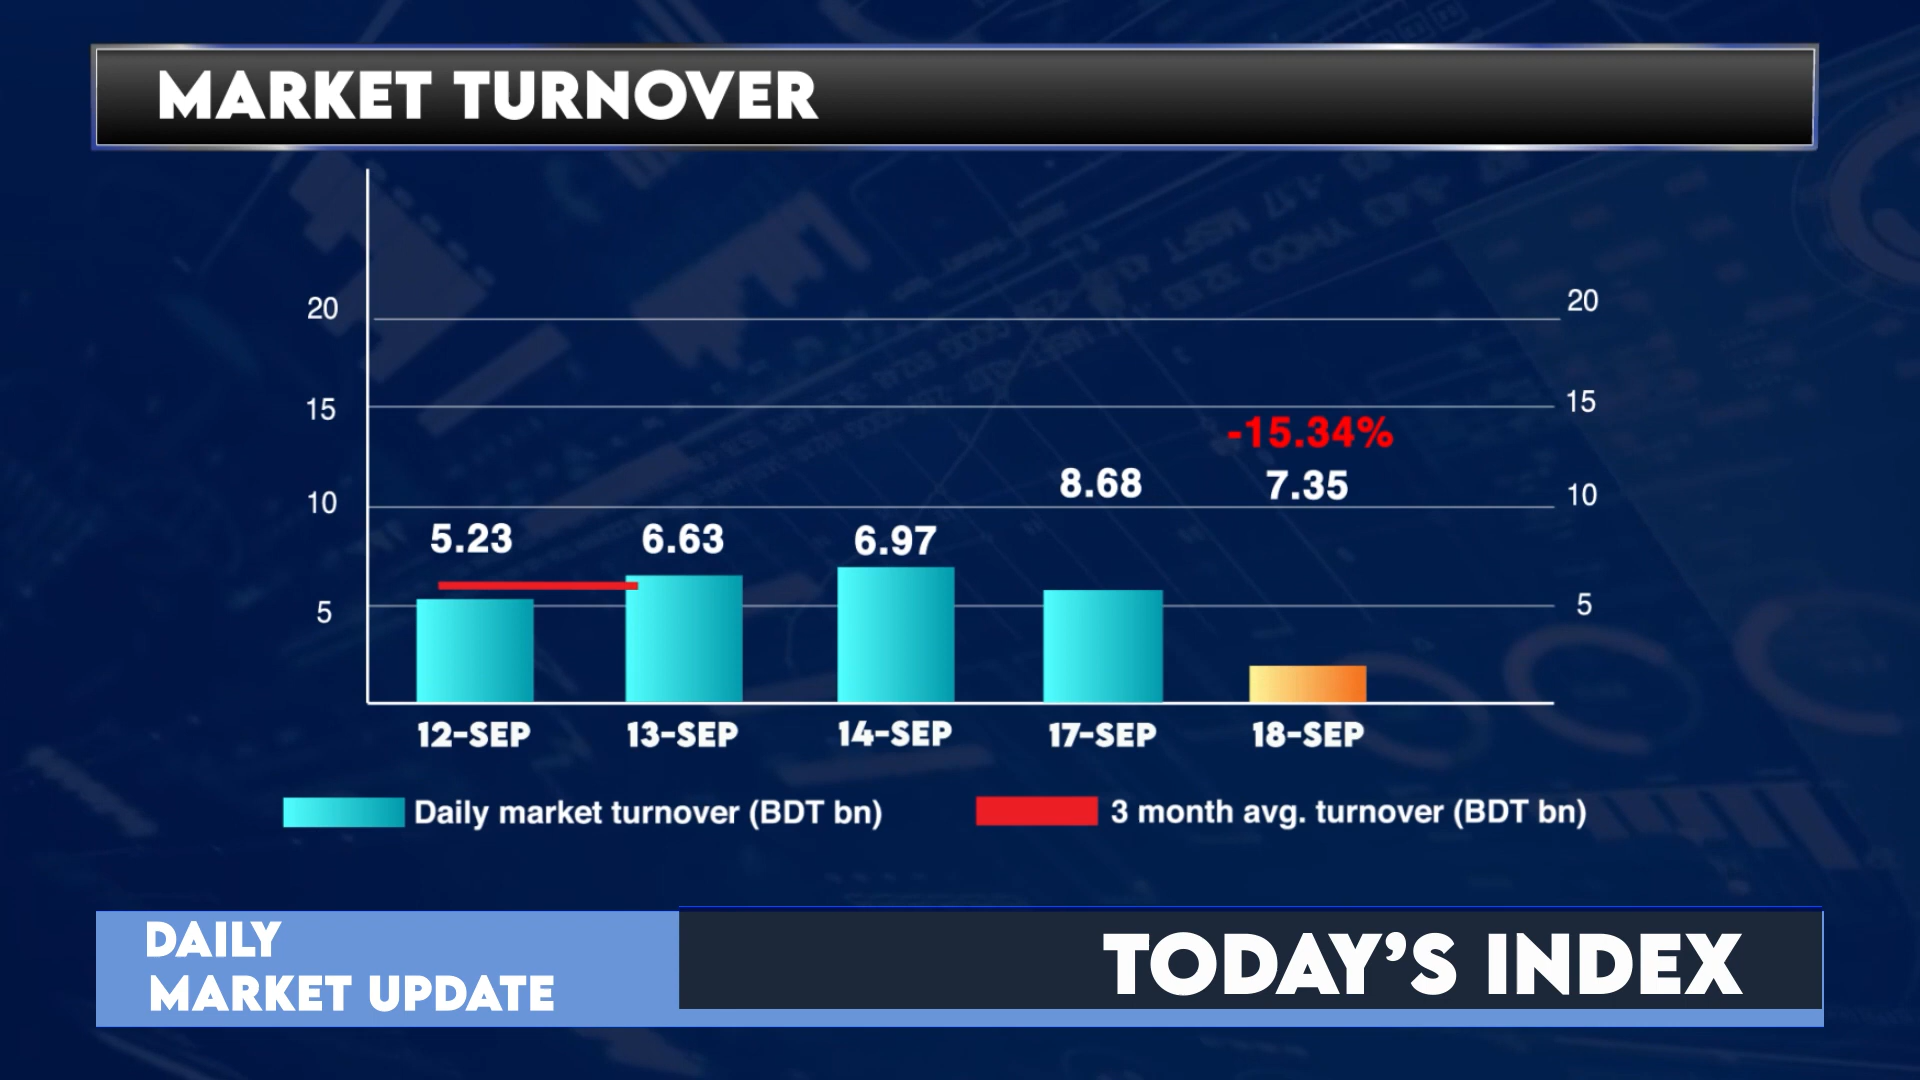 MARKET TURNOVER
20 20
15 15
-15.34%
10 10
5.23 6.63 6.97 8.68 7.35
5 5
12-SEP 13-SEP 14-SEP 17-SEP 18-SEP
Daily market turnover (BDT bn) 3 month avg. turnover (BDT bn)
DAILY
MARKET UPDATE
TODAY'S INDEX